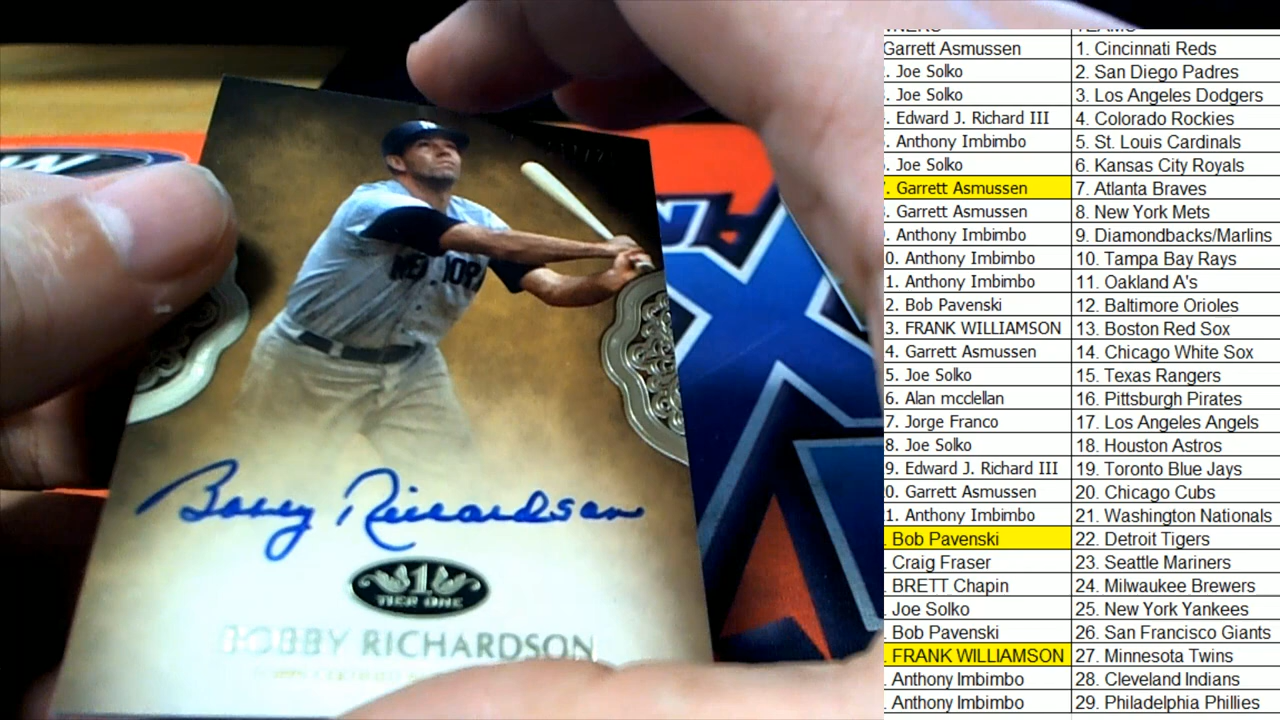 NEW YORK
Bobby Richardson
1
TIER ONE
BOBBY RICHARDSON
Garrett Asmussen 1. Cincinnati Reds
. Joe Solko 2. San Diego Padres
. Joe Solko 3. Los Angeles Dodgers
. Edward J. Richard III 4. Colorado Rockies
. Anthony Imbimbo 5. St. Louis Cardinals
. Joe Solko 6. Kansas City Royals
7. Garrett Asmussen 7. Atlanta Braves
. Garrett Asmussen 8. New York Mets
. Anthony Imbimbo 9. Diamondbacks/Marlins
0. Anthony Imbimbo 10. Tampa Bay Rays
1. Anthony Imbimbo 11. Oakland A's
2. Bob Pavenski 12. Baltimore Orioles
3. FRANK WILLIAMSON 13. Boston Red Sox
4. Garrett Asmussen 14. Chicago White Sox
5. Joe Solko 15. Texas Rangers
6. Alan mcclellan 16. Pittsburgh Pirates
7. Jorge Franco 17. Los Angeles Angels
8. Joe Solko 18. Houston Astros
9. Edward J. Richard III 19. Toronto Blue Jays
0. Garrett Asmussen 20. Chicago Cubs
1. Anthony Imbimbo 21. Washington Nationals
. Bob Pavenski 22. Detroit Tigers
. Craig Fraser 23. Seattle Mariners
. BRETT Chapin 24. Milwaukee Brewers
. Joe Solko 25. New York Yankees
. Bob Pavenski 26. San Francisco Giants
. FRANK WILLIAMSON 27. Minnesota Twins
. Anthony Imbimbo 28. Cleveland Indians
. Anthony Imbimbo 29. Philadelphia Phillies